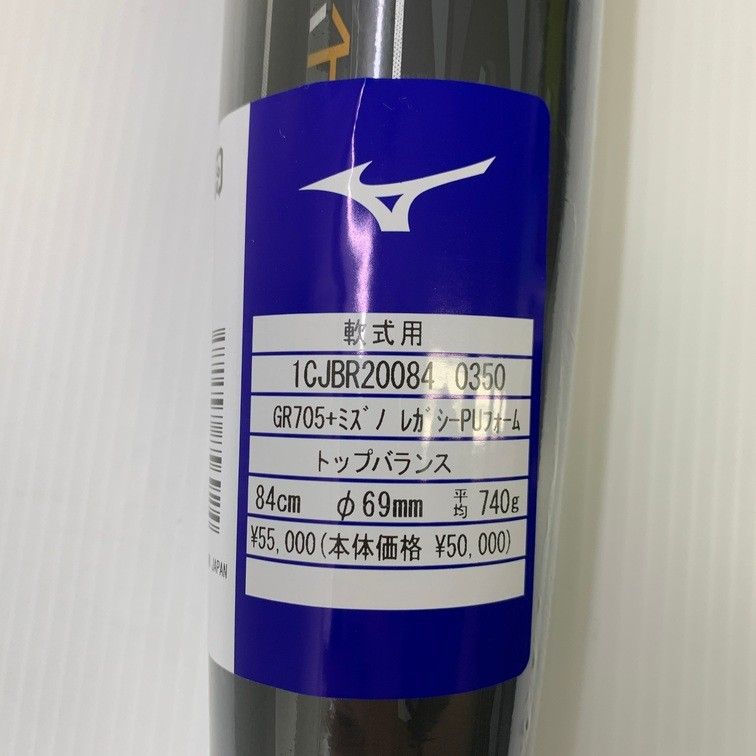 軟式用
1CJBR20084 0350
GR705+ミズノ レガシーPUフォーム
トップバランス
84cm φ69mm 平均 740g
¥55,000(本体価格 ¥50,000)
JAPAN